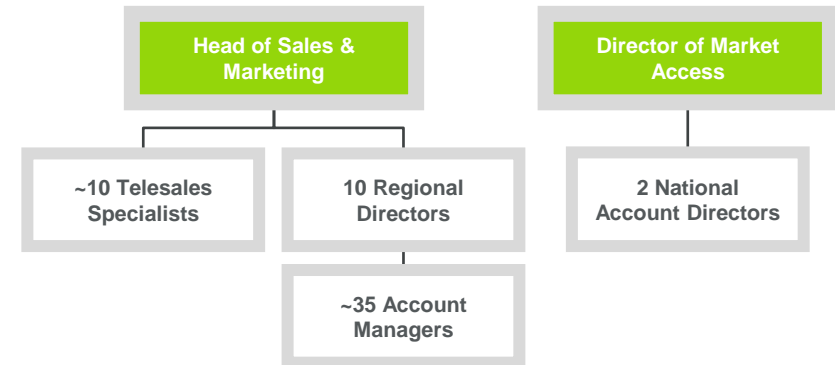 Head of Sales &
Marketing
Director of Market
Access
~10 Telesales
Specialists
10 Regional
Directors
2 National
Account Directors
~35 Account
Managers